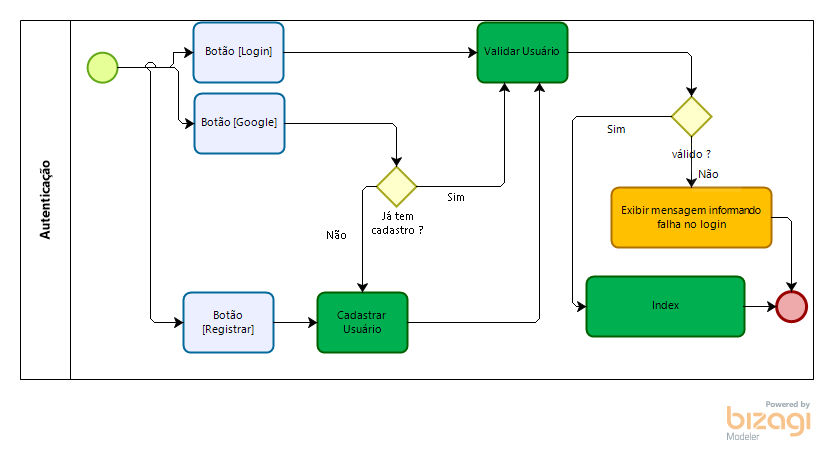 Autenticação
Botão [Login]
Validar Usuário
Botão [Google]
Sim
válido ?
Não
Já tem
cadastro ?
Sim
Não
Exibir mensagem informando
falha no login
Botão
[Registrar]
Cadastrar
Usuário
Index
Powered by
bizagi
Modeler